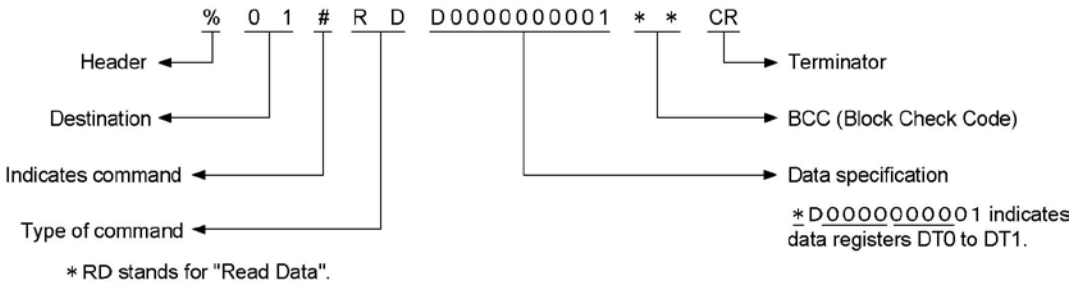 % 0 1 # R D D0000000001 * * CR
Header
Terminator
Destination
BCC (Block Check Code)
Indicates command
Data specification
Type of command
* D0000000001 indicates
data registers DT0 to DT1.
* RD stands for "Read Data".